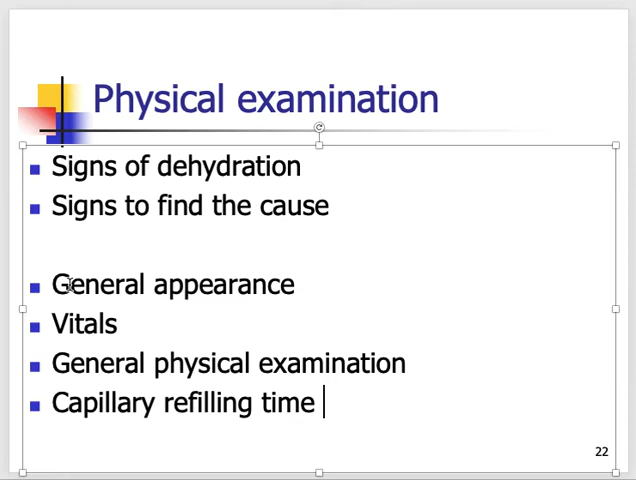 Physical examination
Signs of dehydration
Signs to find the cause
General appearance
Vitals
General physical examination
Capillary refilling time
22